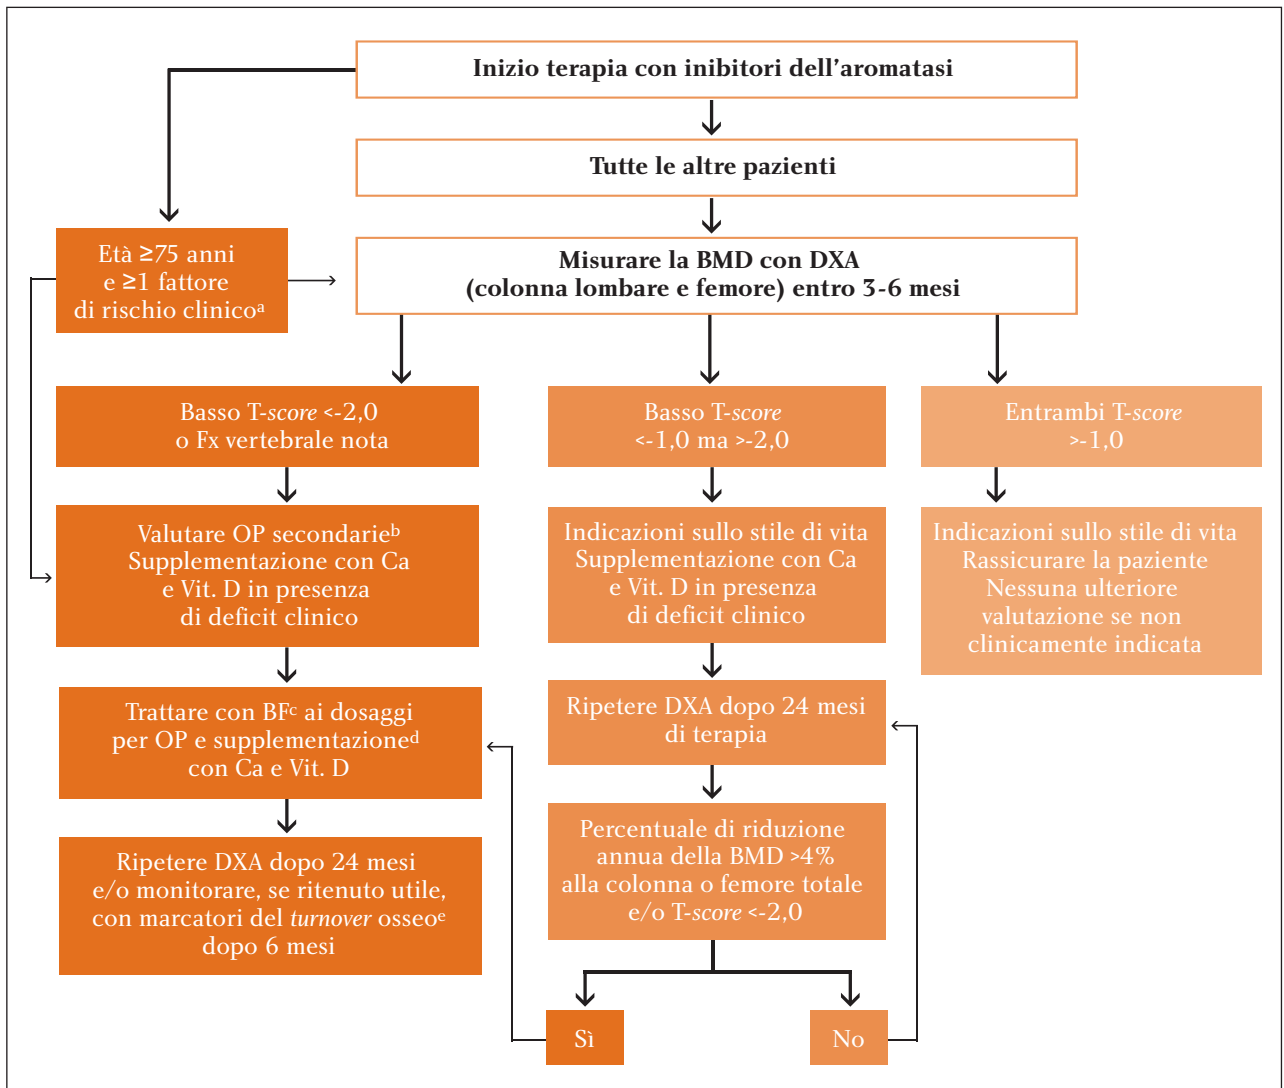 Inizio terapia con inibitori dell'aromatasi
Tutte le altre pazienti
Età ≥75 anni
e ≥1 fattore
di rischio clinicoᵃ
Misurare la BMD con DXA
(colonna lombare e femore) entro 3-6 mesi
Basso T-score <-2,0
o Fx vertebrale nota
Basso T-score
<-1,0 ma >-2,0
Entrambi T-score
>-1,0
Valutare OP secondarieᵇ
Supplementazione con Ca
e Vit. D in presenza
di deficit clinico
Indicazioni sullo stile di vita
Supplementazione con Ca
e Vit. D in presenza
di deficit clinico
Indicazioni sullo stile di vita
Rassicurare la paziente
Nessuna ulteriore
valutazione se non
clinicamente indicata
Trattare con BFᶜ ai dosaggi
per OP e supplementazioneᵈ
con Ca e Vit. D
Ripetere DXA dopo 24 mesi
di terapia
Ripetere DXA dopo 24 mesi
e/o monitorare, se ritenuto utile,
con marcatori del turnover osseoᵉ
dopo 6 mesi
Percentuale di riduzione
annua della BMD >4%
alla colonna o femore totale
e/o T-score <-2,0
Sì
No